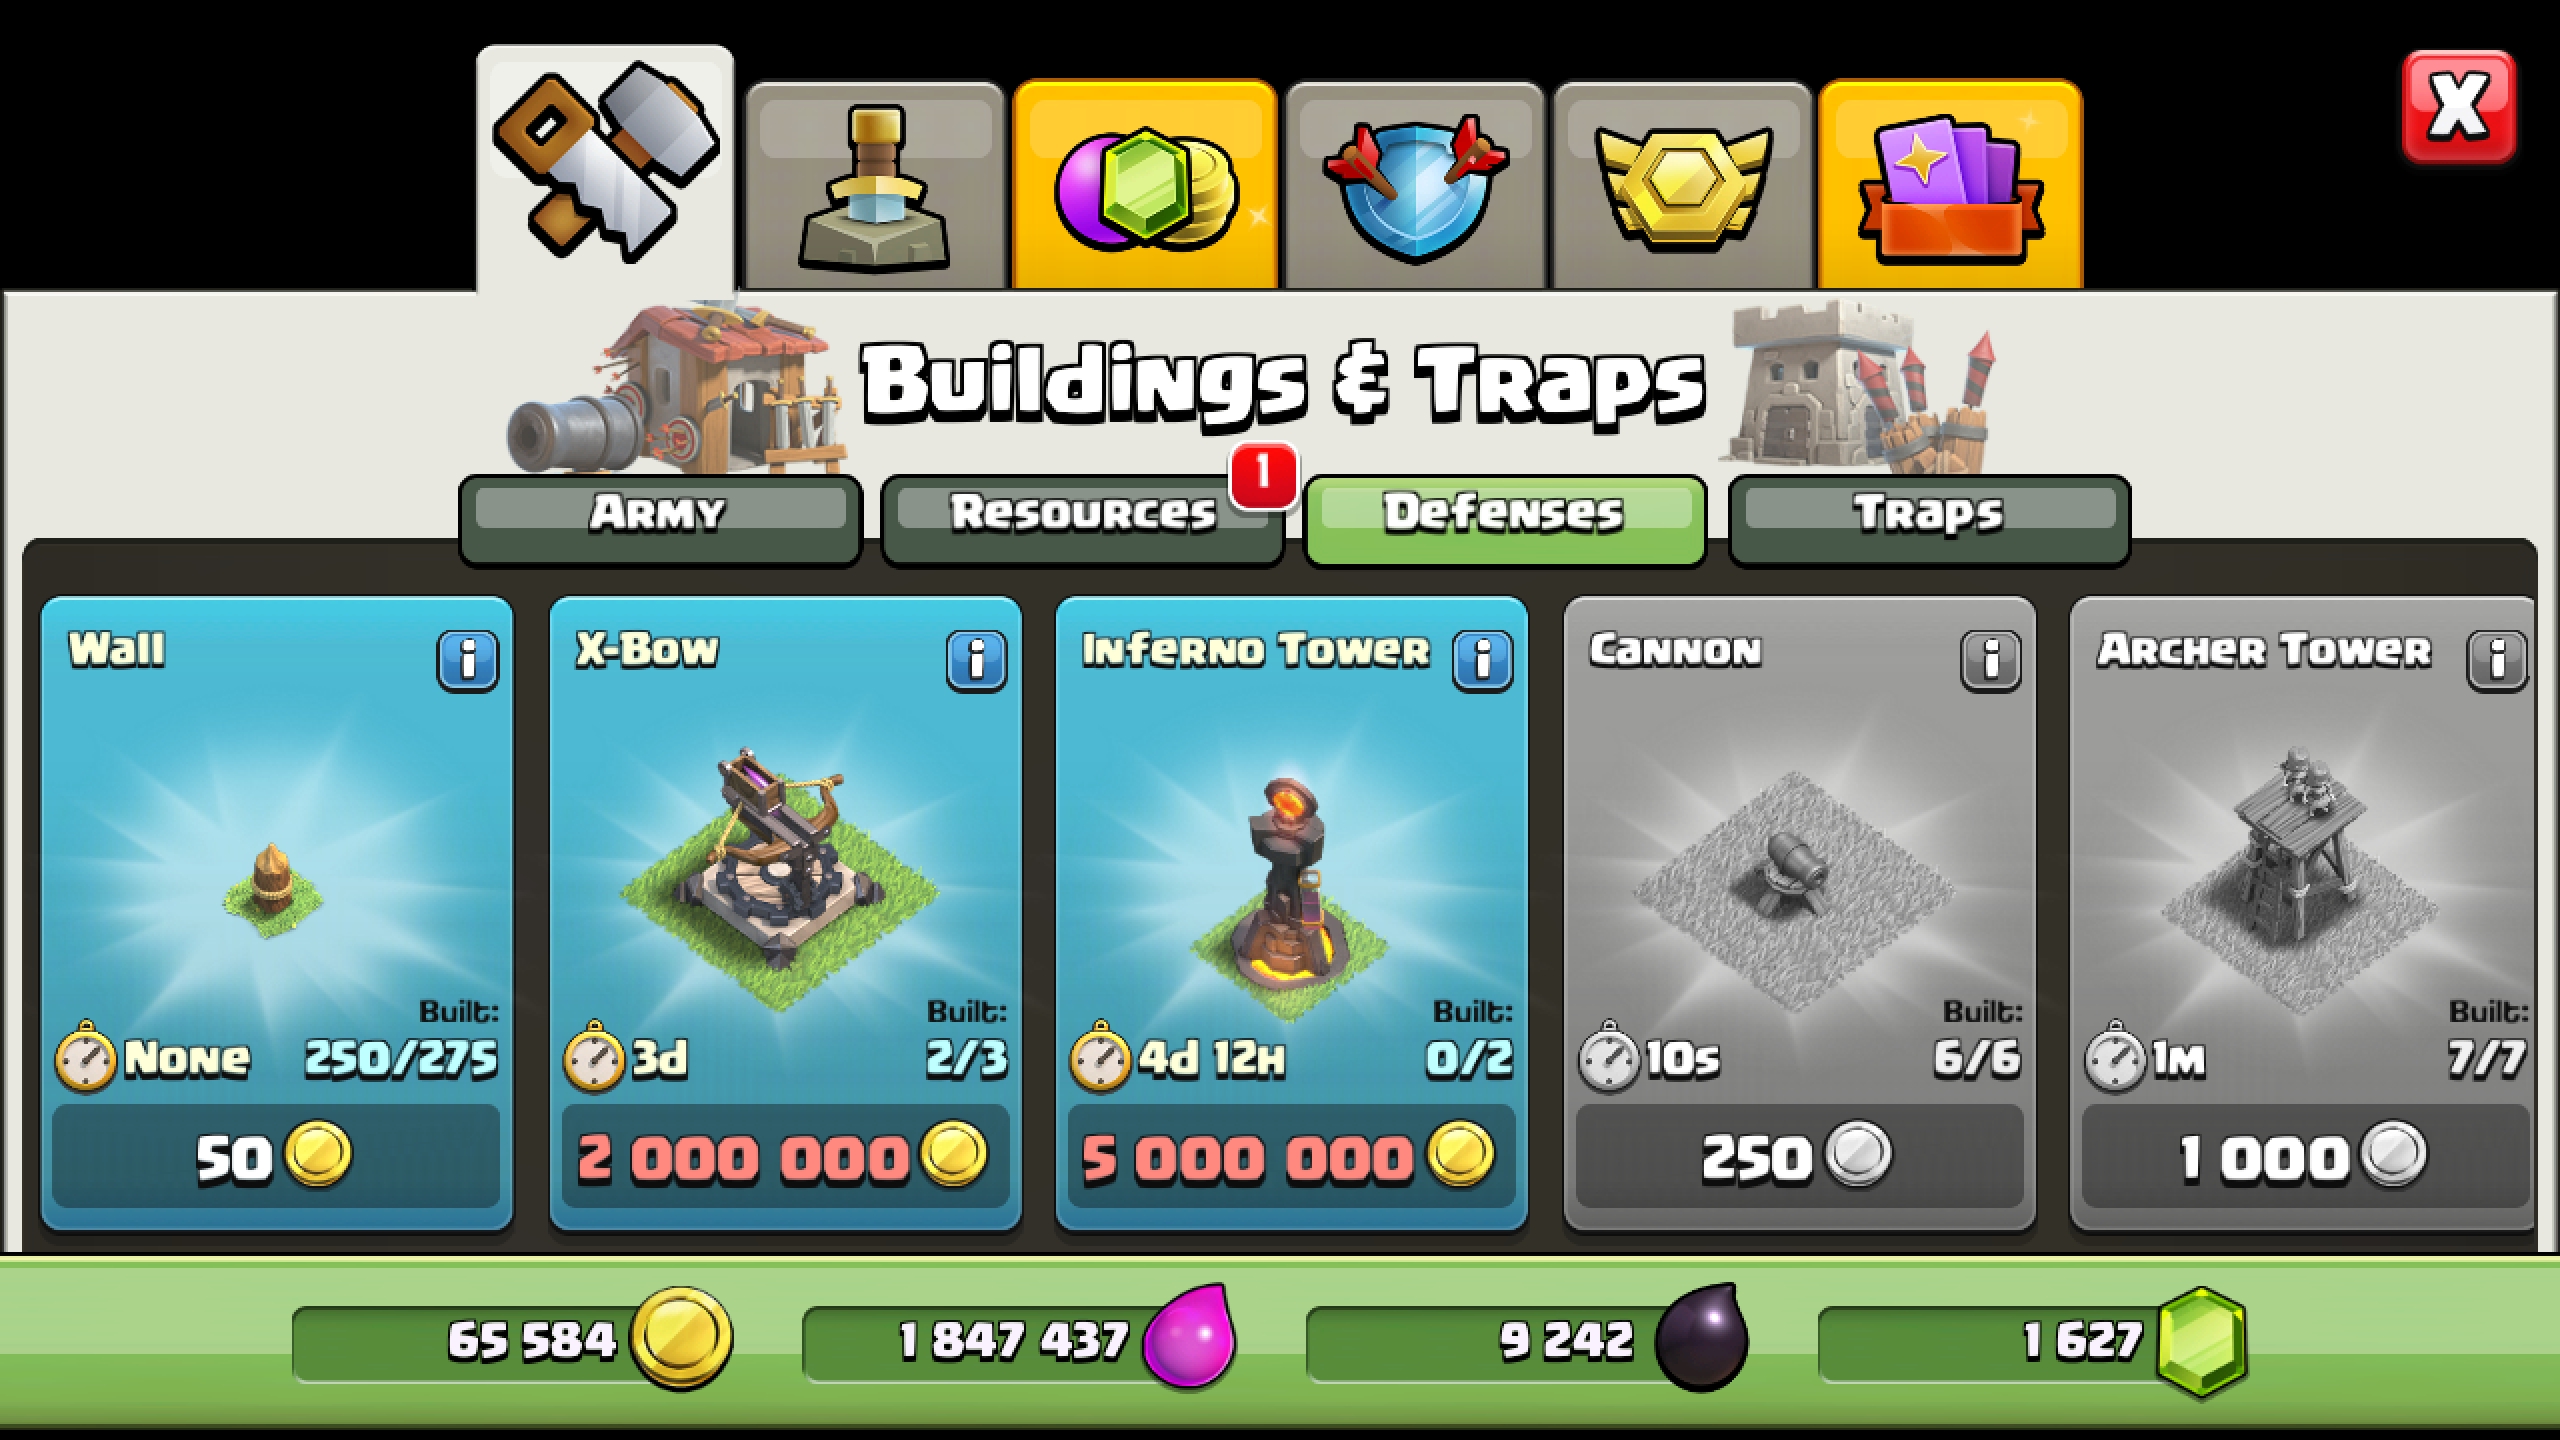 X
Buildings & Traps
Army
Resources
1
Defenses
Traps
Wall
i
X-Bow
i
Inferno Tower
i
Cannon
i
Archer Tower
i
Built:
None
250/275
Built:
3d
2/3
Built:
4d 12h
0/2
Built:
10s
6/6
Built:
1m
7/7
50
2 000 000
5 000 000
250
1 000
65 584
1 847 437
9 242
1 627